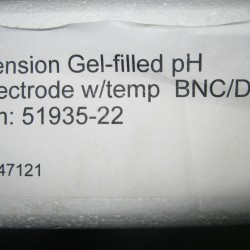 ension Gel-filled pH
ectrode w/temp BNC/D
n: 51935-22
47121